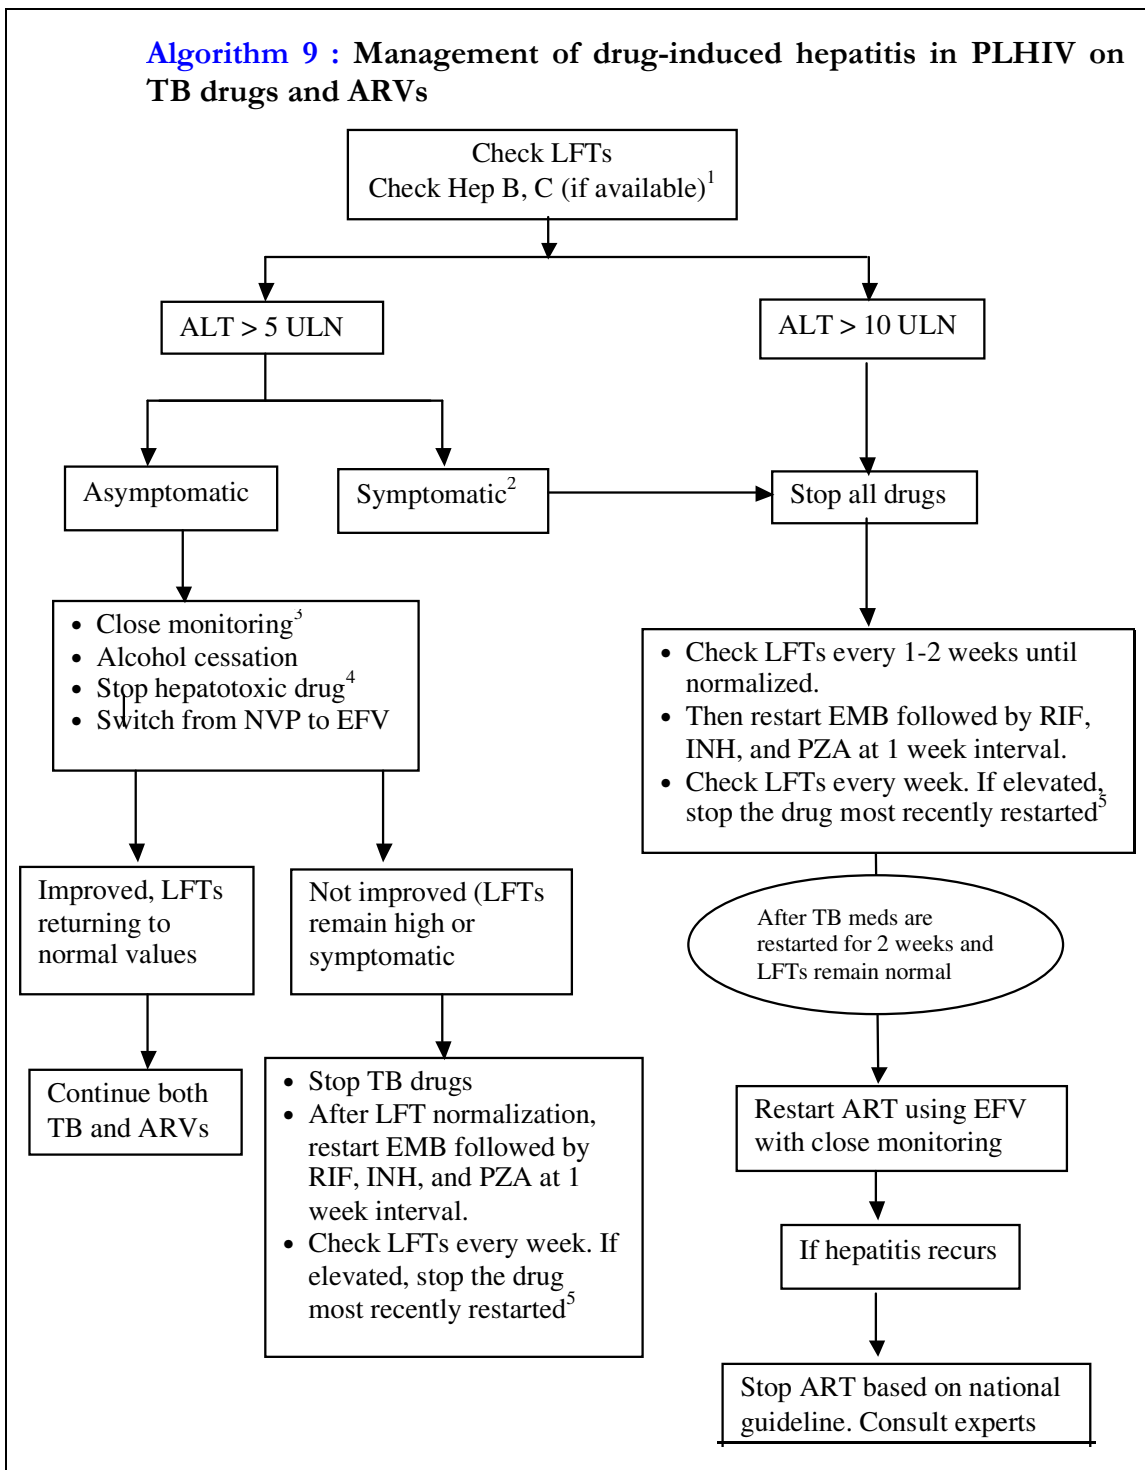 Algorithm 9 : Management of drug-induced hepatitis in PLHIV on
TB drugs and ARVs
Check LFTs
Check Hep B, C (if available)1
ALT > 5 ULN
ALT > 10 ULN
Asymptomatic
Symptomatic2
Stop all drugs
• Close monitoring3
• Alcohol cessation
• Stop hepatotoxic drug4
• Switch from NVP to EFV
• Check LFTs every 1-2 weeks until
normalized.
• Then restart EMB followed by RIF,
INH, and PZA at 1 week interval.
• Check LFTs every week. If elevated,
stop the drug most recently restarted5
Improved, LFTs
returning to
normal values
Not improved (LFTs
remain high or
symptomatic
After TB meds are
restarted for 2 weeks and
LFTs remain normal
Continue both
TB and ARVs
• Stop TB drugs
• After LFT normalization,
restart EMB followed by
RIF, INH, and PZA at 1
week interval.
• Check LFTs every week. If
elevated, stop the drug
most recently restarted5
Restart ART using EFV
with close monitoring
If hepatitis recurs
Stop ART based on national
guideline. Consult experts